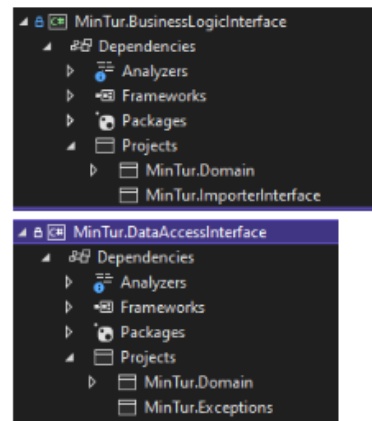 C# MinTur.BusinessLogicInterface
Dependencies
Analyzers
Frameworks
Packages
Projects
MinTur.Domain
MinTur.ImporterInterface
C# MinTur.DataAccessInterface
Dependencies
Analyzers
Frameworks
Packages
Projects
MinTur.Domain
MinTur.Exceptions